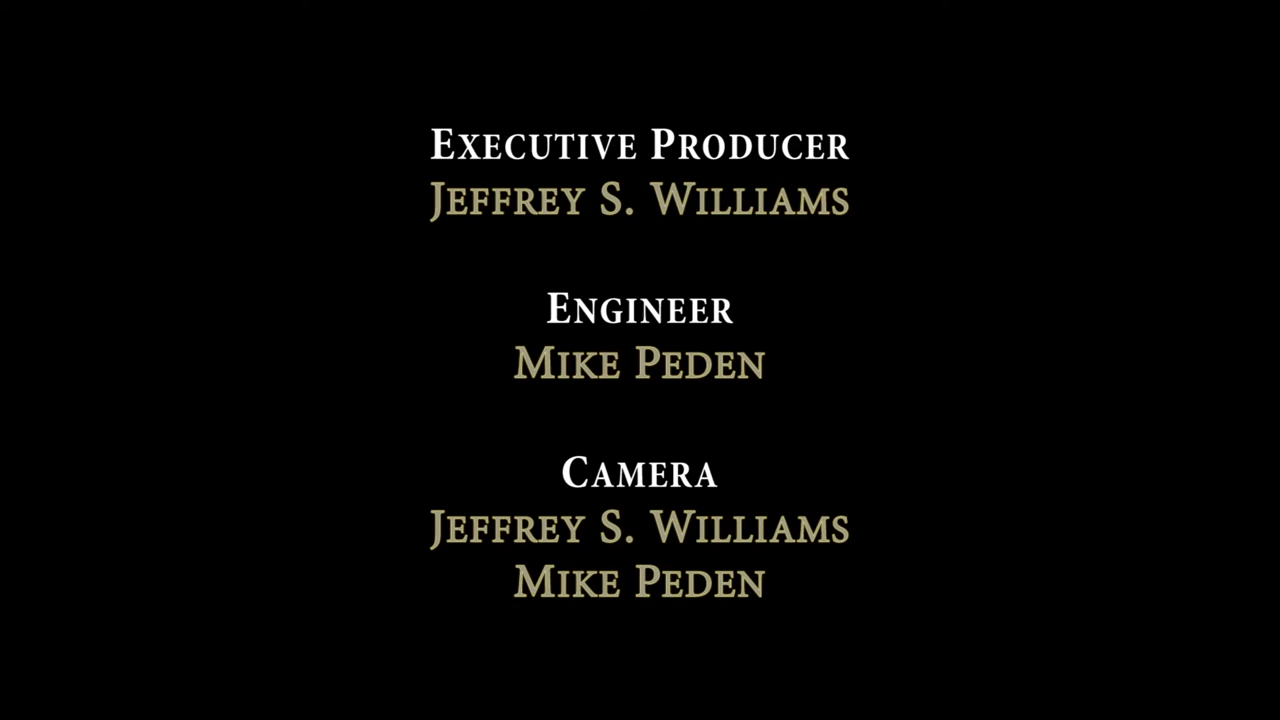 Executive Producer
Jeffrey S. Williams
Engineer
Mike Peden
Camera
Jeffrey S. Williams
Mike Peden